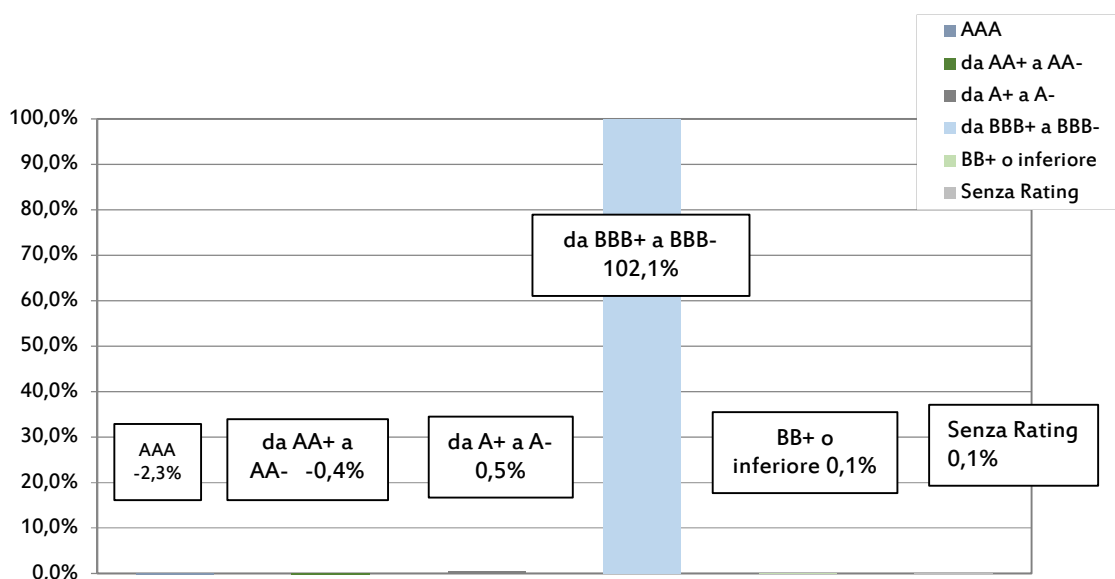 AAA
da AA+ a AA-
da A+ a A-
da BBB+ a BBB-
BB+ o inferiore
Senza Rating
100,0%
90,0%
80,0%
70,0%
60,0%
50,0%
40,0%
30,0%
20,0%
10,0%
0,0%
AAA
-2,3%
da AA+ a
AA- -0,4%
da A+ a A-
0,5%
da BBB+ a BBB-
102,1%
BB+ o
inferiore 0,1%
Senza Rating
0,1%